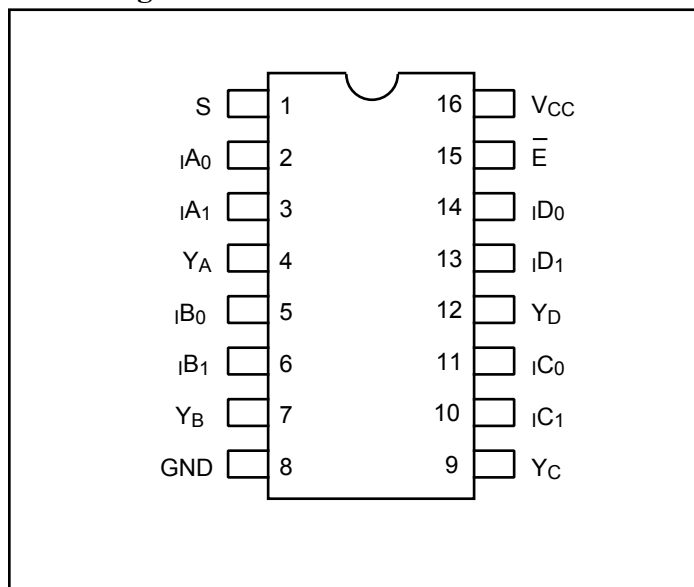 g
S 1 16 VCC
IA0 2 15 E̅
IA1 3 14 ID0
YA 4 13 ID1
IB0 5 12 YD
IB1 6 11 IC0
YB 7 10 IC1
GND 8 9 YC